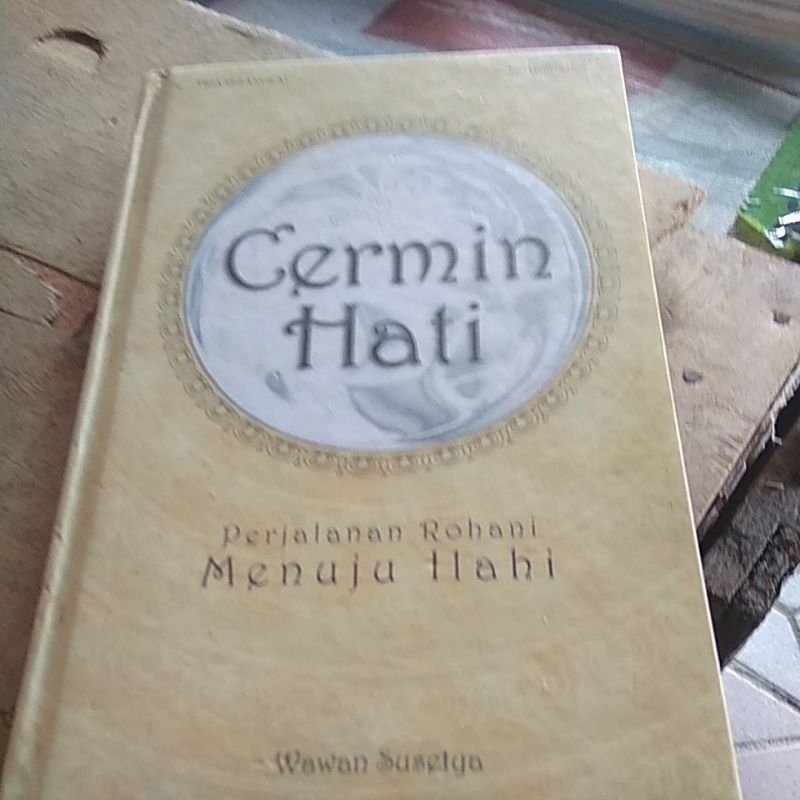 Cermin
Hati
Perjalanan Rohani
Menuju Ilahi
Wawan Susetya